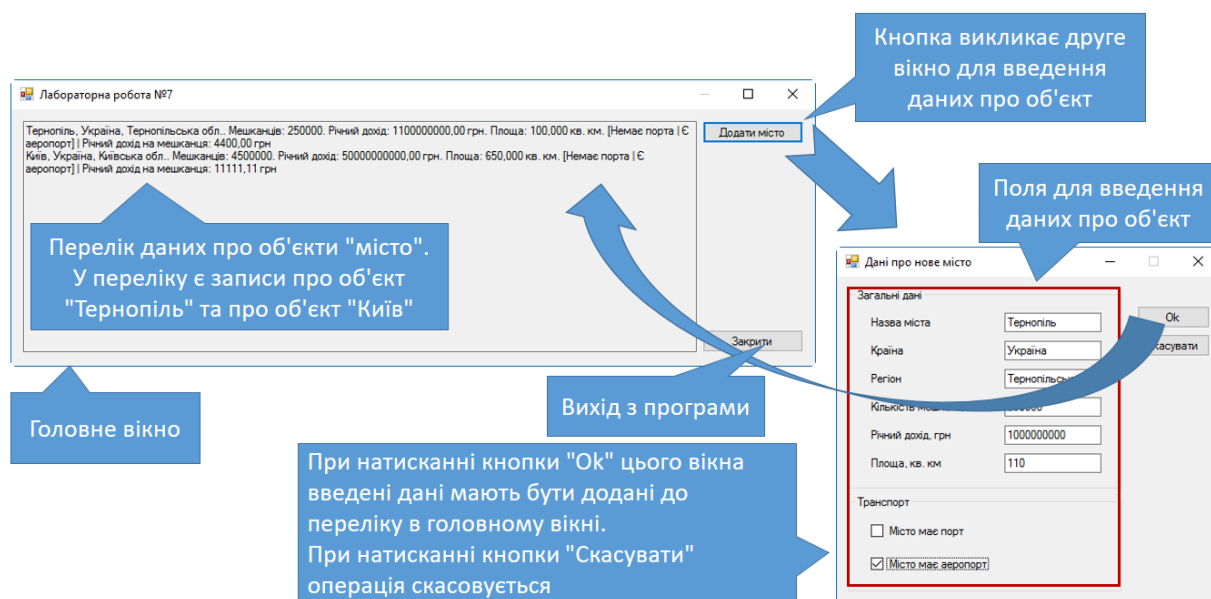 Кнопка викликає друге
вікно для введення
даних про об'єкт
Лабораторна робота №7
Тернопіль, Україна, Тернопільська обл.. Мешканців: 250000. Річний дохід: 1100000000,00 грн. Площа: 100,000 кв. км. [Немає порта | Є
аеропорт] | Річний дохід на мешканця: 4400,00 грн
Київ, Україна, Київська обл.. Мешканців: 4500000. Річний дохід: 50000000000,00 грн. Площа: 650,000 кв. км. [Немає порта | Є
аеропорт] | Річний дохід на мешканця: 11111,11 грн
Додати місто
Перелік даних про об'єкти "місто".
У переліку є записи про об'єкт
"Тернопіль" та про об'єкт "Київ"
Закрити
Головне вікно
Вихід з програми
Поля для введення
даних про об'єкт
Дані про нове місто
Загальні дані
Назва міста
Тернопіль
Ok
Країна
Україна
Регіон
Кількість
Річний дохід, грн
1000000000
Площа, кв. км
110
Транспорт
Місто має порт
Місто має аеропорт
При натисканні кнопки "Ok" цього вікна
введені дані мають бути додані до
переліку в головному вікні.
При натисканні кнопки "Скасувати"
операція скасовується